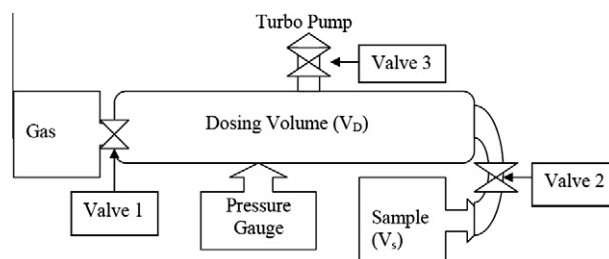 Turbo Pump
Valve 3
Gas
Dosing Volume (V_D)
Valve 2
Valve 1
Pressure
Gauge
Sample
(V_s)